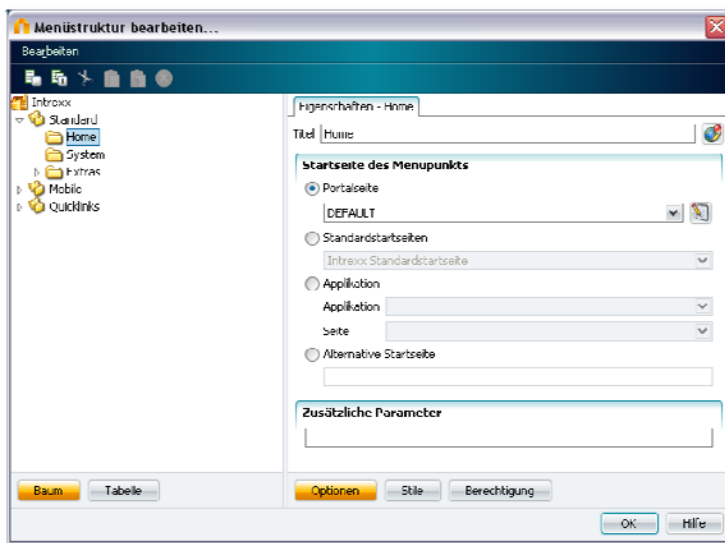 Menüstruktur bearbeiten...
Bearbeiten
Intrexx
Standard
Home
System
Extras
Mobile
Quicklinks
Eigenschaften - Home
Titel Home
Startseite des Menüpunkts
Portalseite
DEFAULT
Standardstartseiten
Intrexx Standardstartseite
Applikation
Applikation
Seite
Alternative Startseite
Zusätzliche Parameter
Baum Tabelle Optionen Stile Berechtigung
OK Hilfe